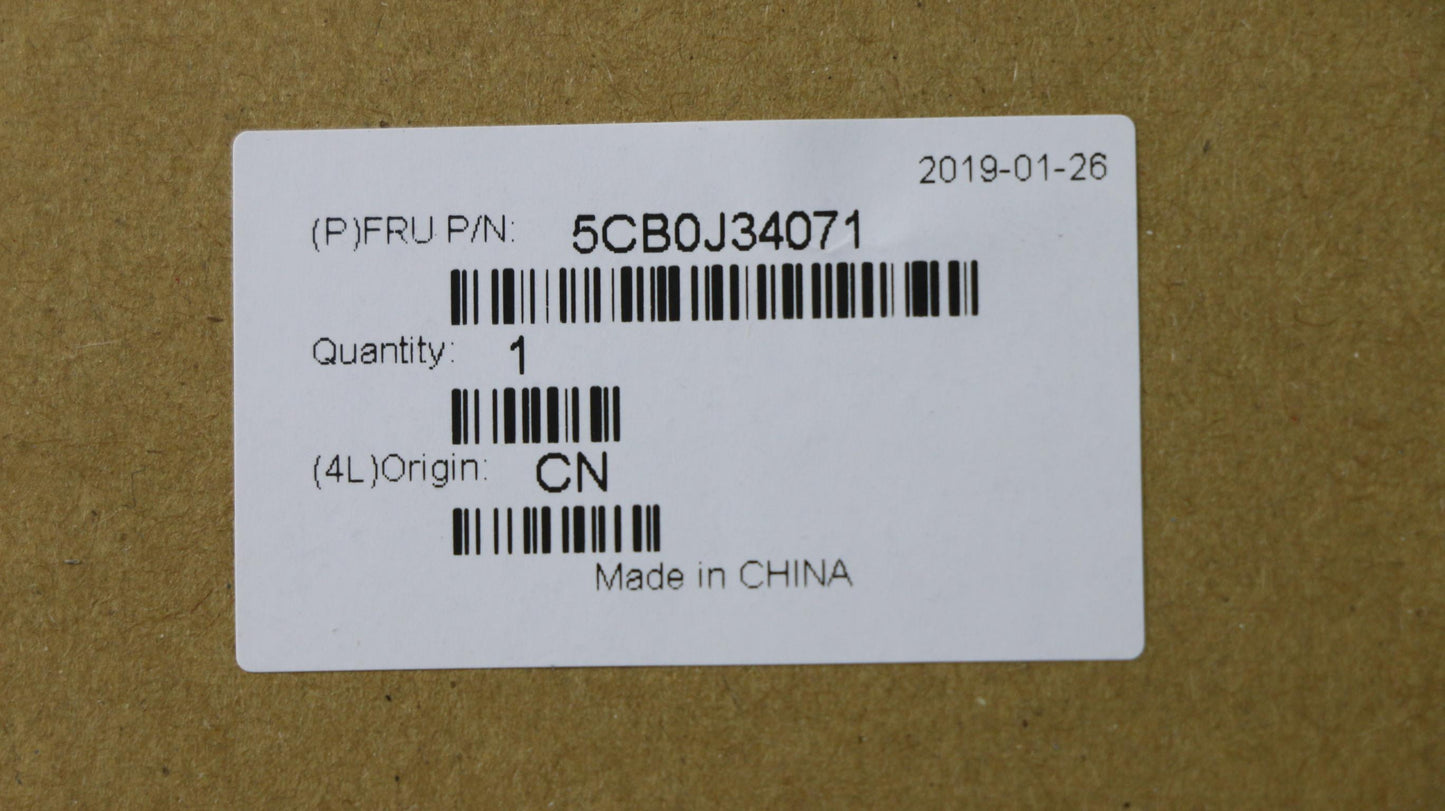 2019-01-26
(P)FRU P/N: 5CB0J34071
Quantity: 1
(4L)Origin: CN
Made in CHINA